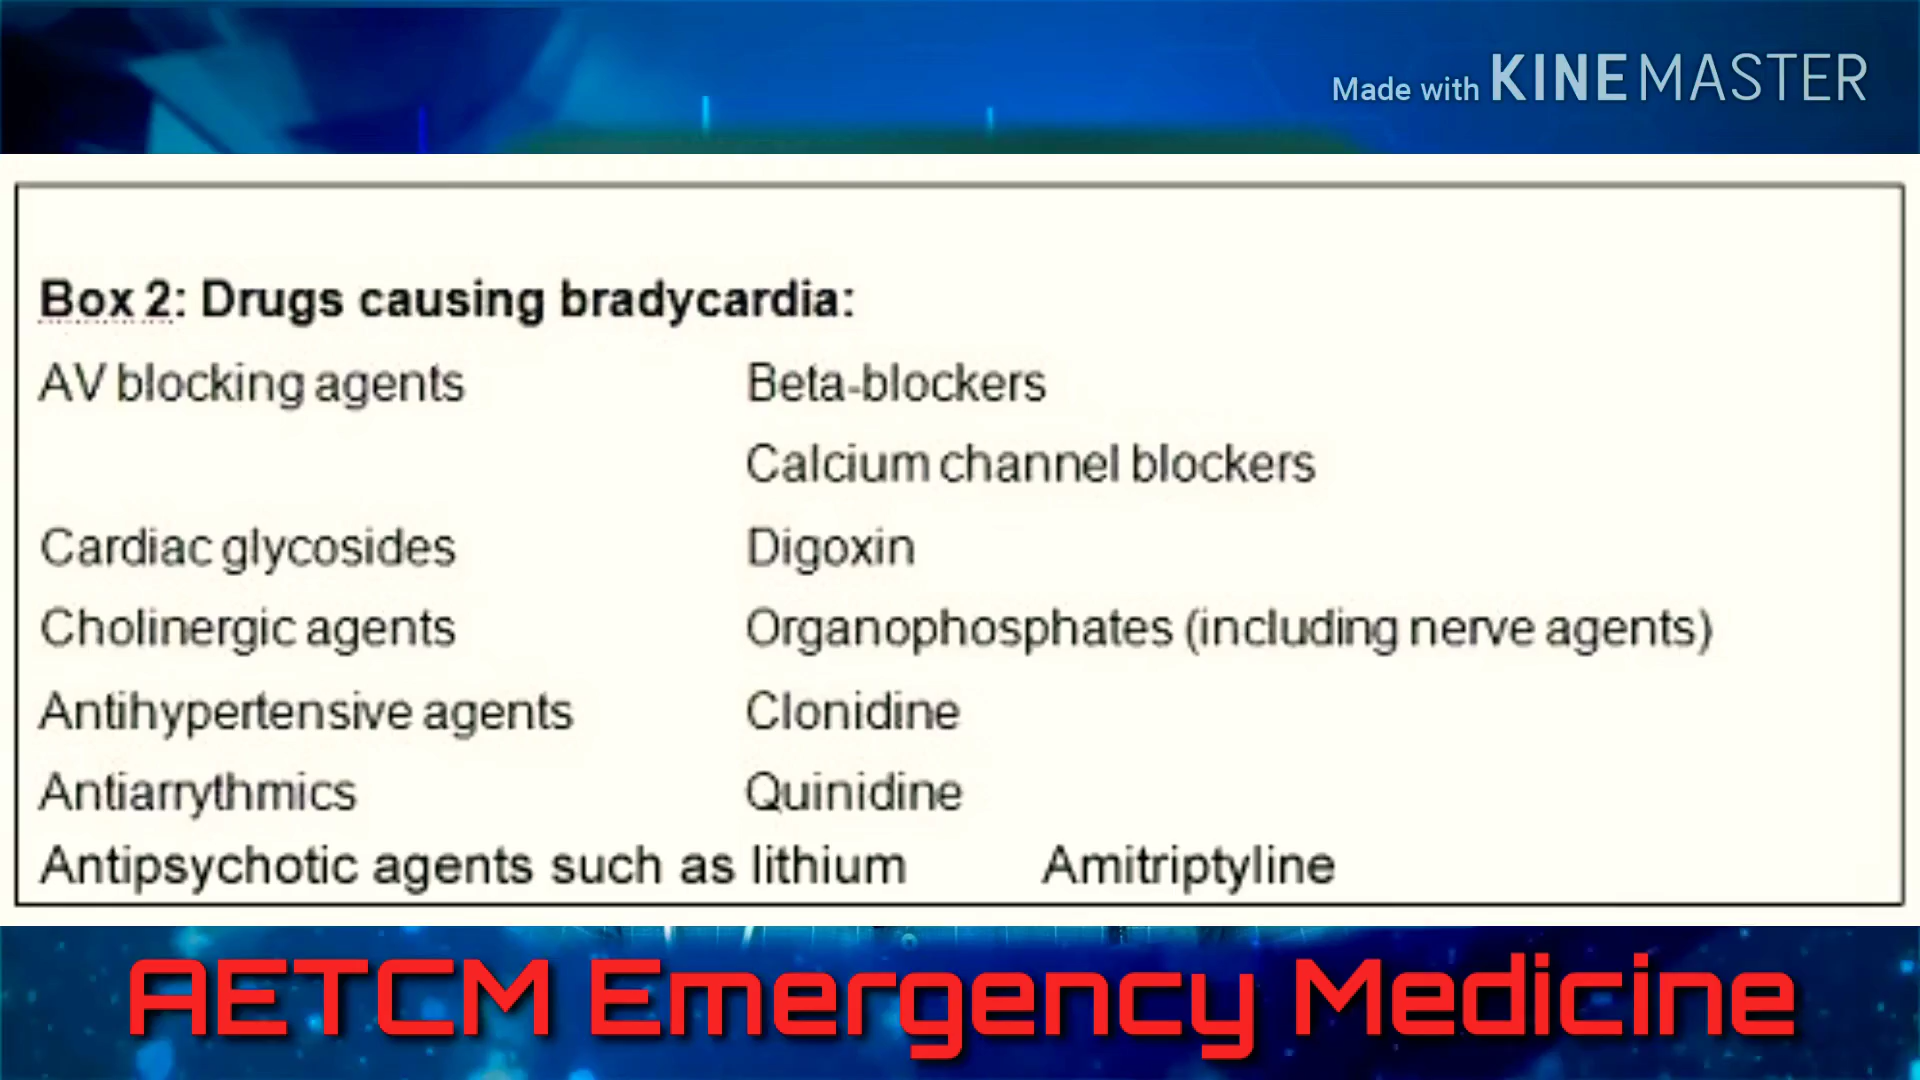 Made with KINEMASTER
Box 2: Drugs causing bradycardia:
AV blocking agents Beta-blockers
Calcium channel blockers
Cardiac glycosides Digoxin
Cholinergic agents Organophosphates (including nerve agents)
Antihypertensive agents Clonidine
Antiarrythmics Quinidine
Antipsychotic agents such as lithium Amitriptyline
AETCM Emergency Medicine